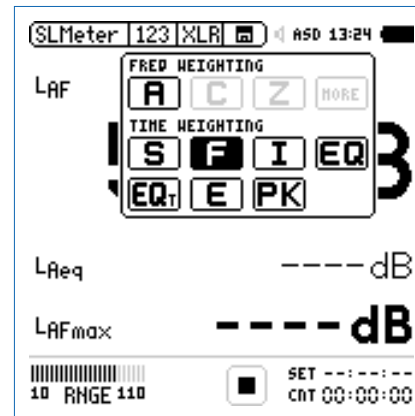 SLMeter 123 XLR ASD 13:24
LAF
FREQ WEIGHTING
A C Z MORE
TIME WEIGHTING
S F I EQ
EQT E PK
LAeq ----dB
LAFmax ----dB
SET --:--:--
10 RNGE 110 CNT 00:00:00